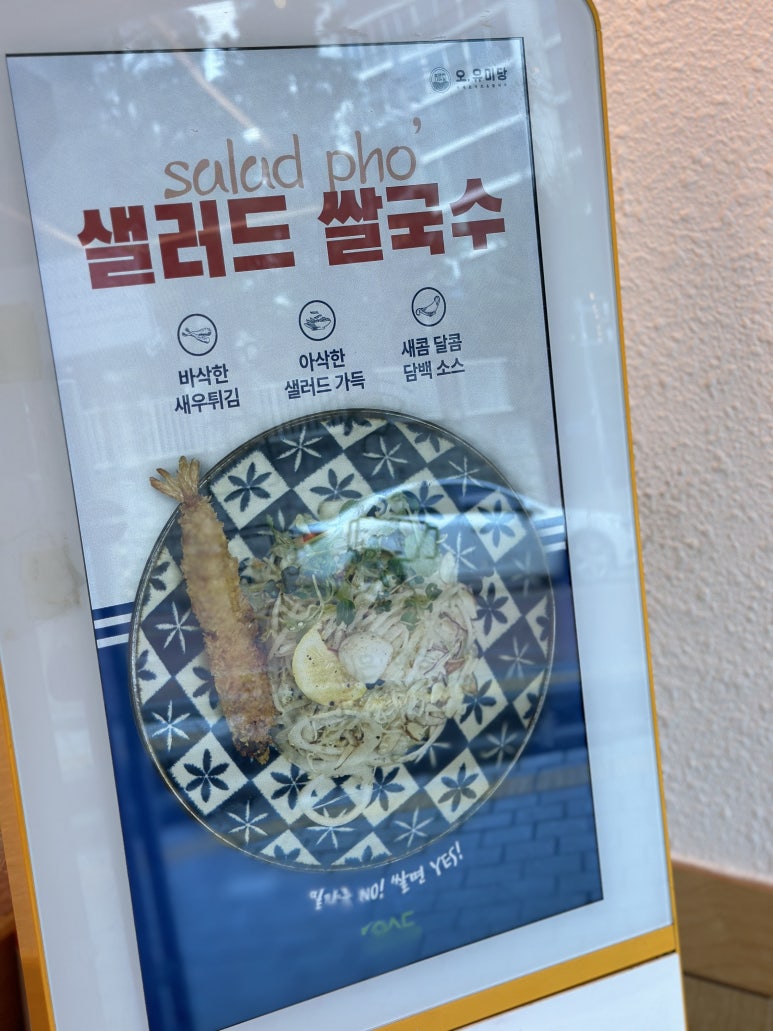 오, 유미당
salad pho'
샐러드 쌀국수
바삭한
새우튀김
아삭한
샐러드 가득
새콤 달콤
담백 소스